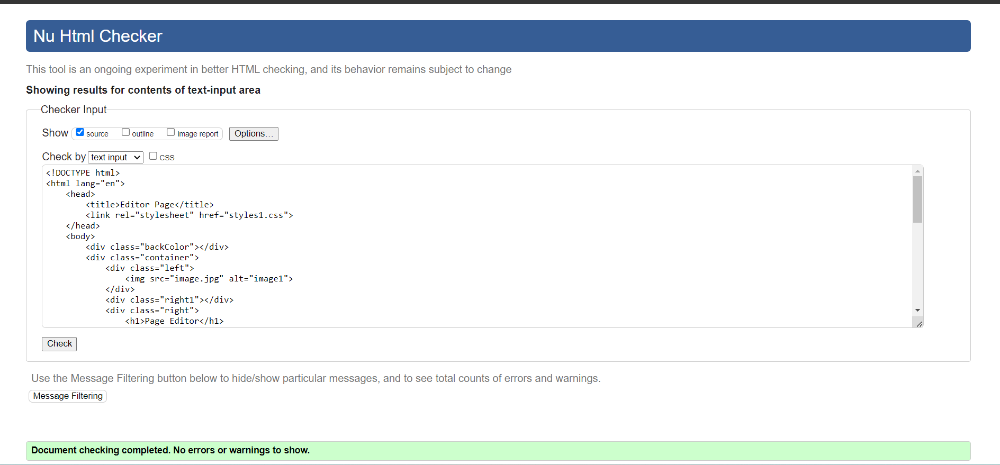 Nu Html Checker
This tool is an ongoing experiment in better HTML checking, and its behavior remains subject to change
Showing results for contents of text-input area
Checker Input
Show source outline image report Options...
Check by text input CSS
<!DOCTYPE html>
<html lang="en">
<head>
<title>Editor Page</title>
<link rel="stylesheet" href="styles1.css">
</head>
<body>
<div class="backColor"></div>
<div class="container">
<div class="left">
<img src="image.jpg" alt="image1">
</div>
<div class="right1"></div>
<div class="right">
<h1>Page Editor</h1>
Check
Use the Message Filtering button below to hide/show particular messages, and to see total counts of errors and warnings.
Message Filtering
Document checking completed. No errors or warnings to show.